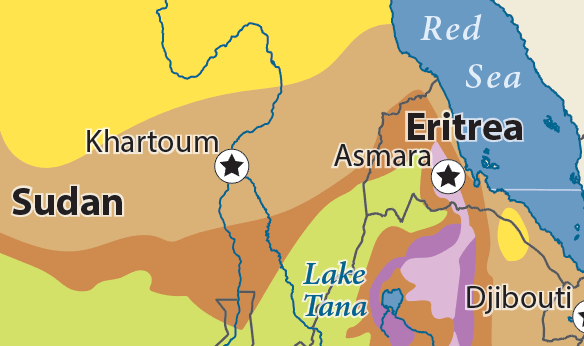 Red
Sea
Eritrea
Khartoum
Asmara
Sudan
Lake
Tana
Djibouti